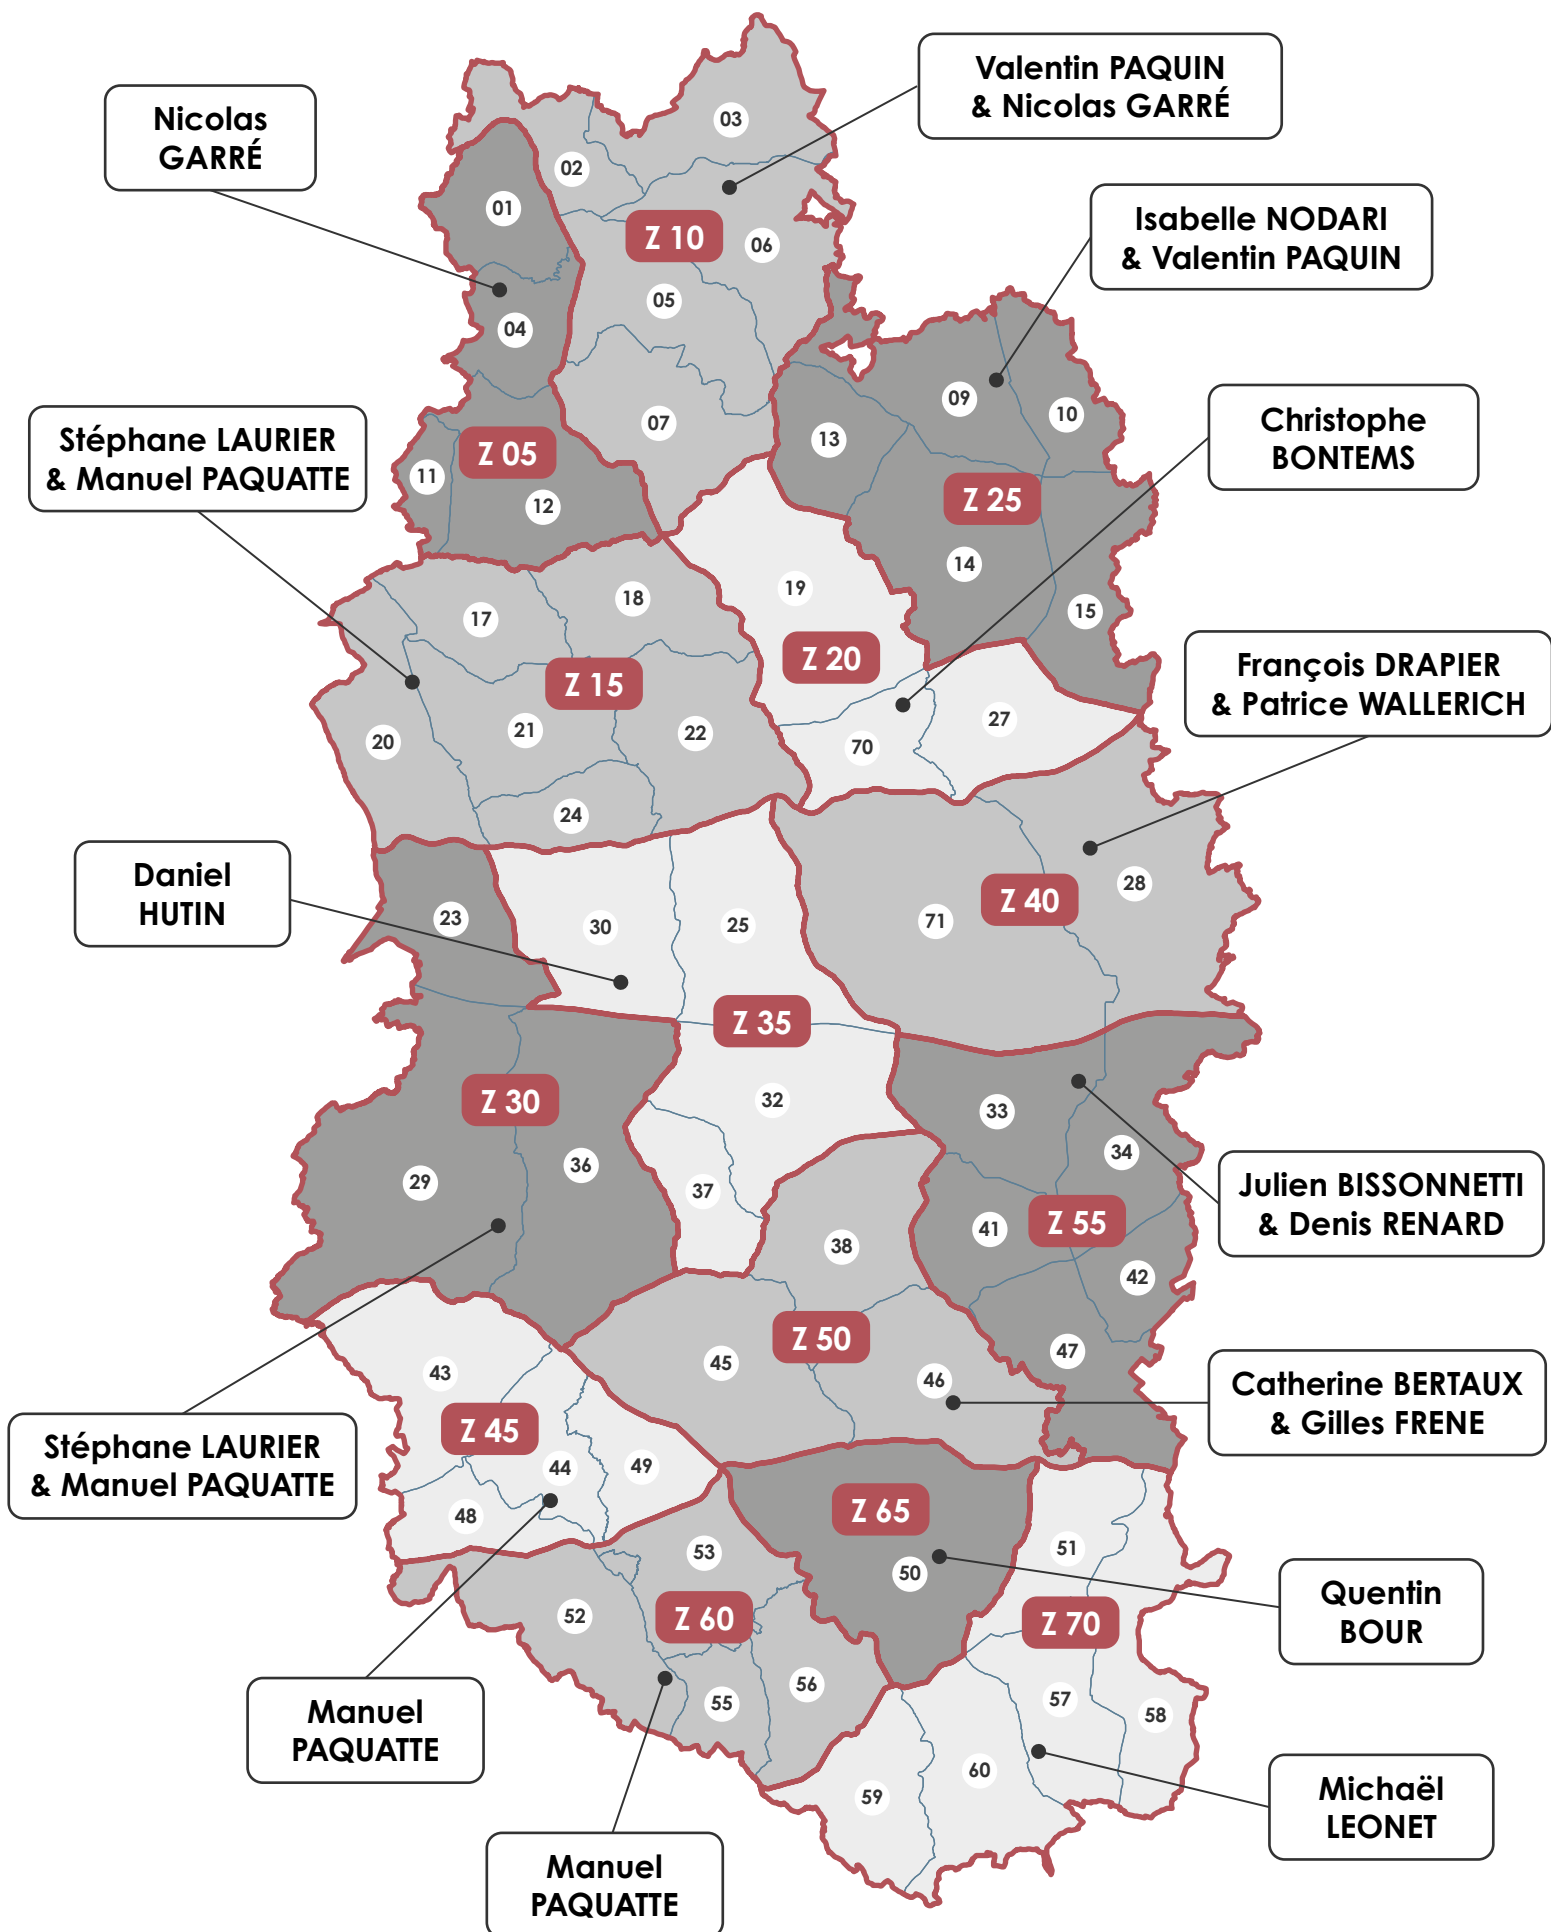 Valentin PAQUIN
& Nicolas GARRÉ
Nicolas
GARRÉ
03
02
01
Z 10
06
Isabelle NODARI
& Valentin PAQUIN
05
04
09
10
07
13
Christophe
BONTEMS
Stéphane LAURIER
& Manuel PAQUATTE
Z 05
11
12
Z 25
14
19
18
17
15
Z 20
Z 15
François DRAPIER
& Patrice WALLERICH
27
20
21
22
70
24
Daniel
HUTIN
28
Z 40
23
30
25
71
Z 35
Z 30
32
33
34
36
29
37
Julien BISSONNETTI
& Denis RENARD
Z 55
41
38
42
Z 50
47
45
43
46
Catherine BERTAUX
& Gilles FRENE
Z 45
Stéphane LAURIER
& Manuel PAQUATTE
44
49
48
Z 65
53
51
50
Quentin
BOUR
52
Z 60
Z 70
56
57
55
58
Manuel
PAQUATTE
60
59
Michaël
LEONET
Manuel
PAQUATTE